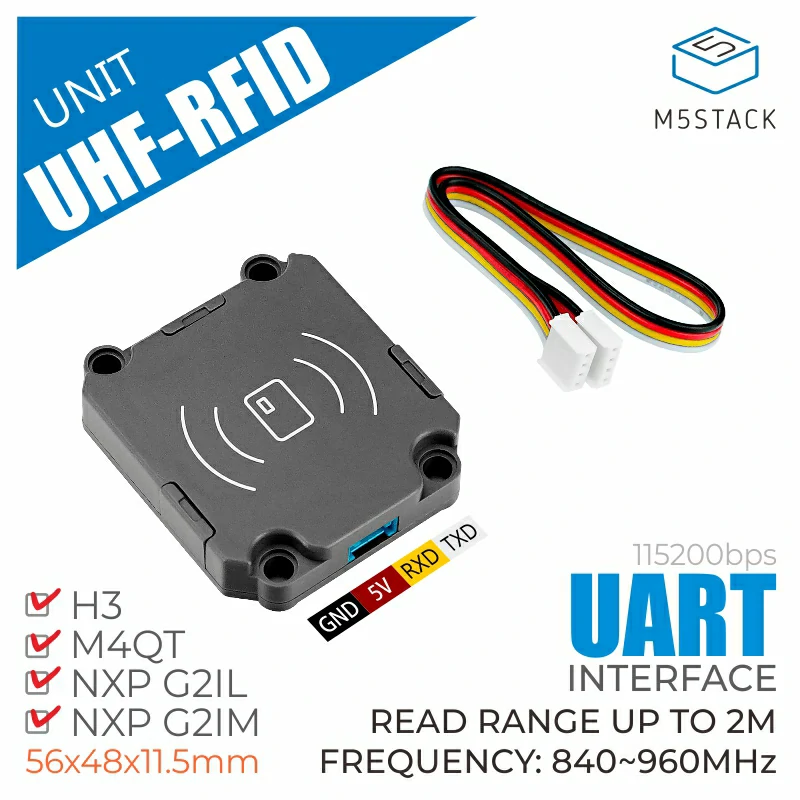 UNIT
UHF-RFID
5
M5STACK
GND 5V RXD TXD
115200bps
UART
INTERFACE
H3
M4QT
NXP G2IL
NXP G2IM
56x48x11.5mm
READ RANGE UP TO 2M
FREQUENCY: 840~960MHz